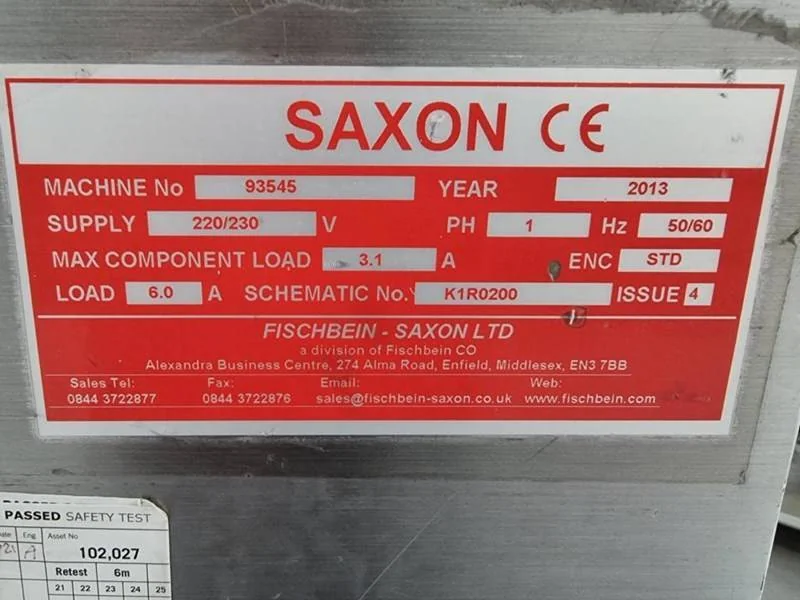 SAXON CE
MACHINE No 93545 YEAR 2013
SUPPLY 220/230 V PH 1 Hz 50/60
MAX COMPONENT LOAD 3.1 A ENC STD
LOAD 6.0 A SCHEMATIC No. K1R0200 ISSUE 4
FISCHBEIN - SAXON LTD
a division of Fischbein CO
Alexandra Business Centre, 274 Alma Road, Enfield, Middlesex, EN3 7BB
Sales Tel: Fax: Email: Web:
0844 3722877 0844 3722876 sales@fischbein-saxon.co.uk www.fischbein.com
PASSED SAFETY TEST
Eng Asset No
A 102,027
Retest 6m
21 22 23 24 25